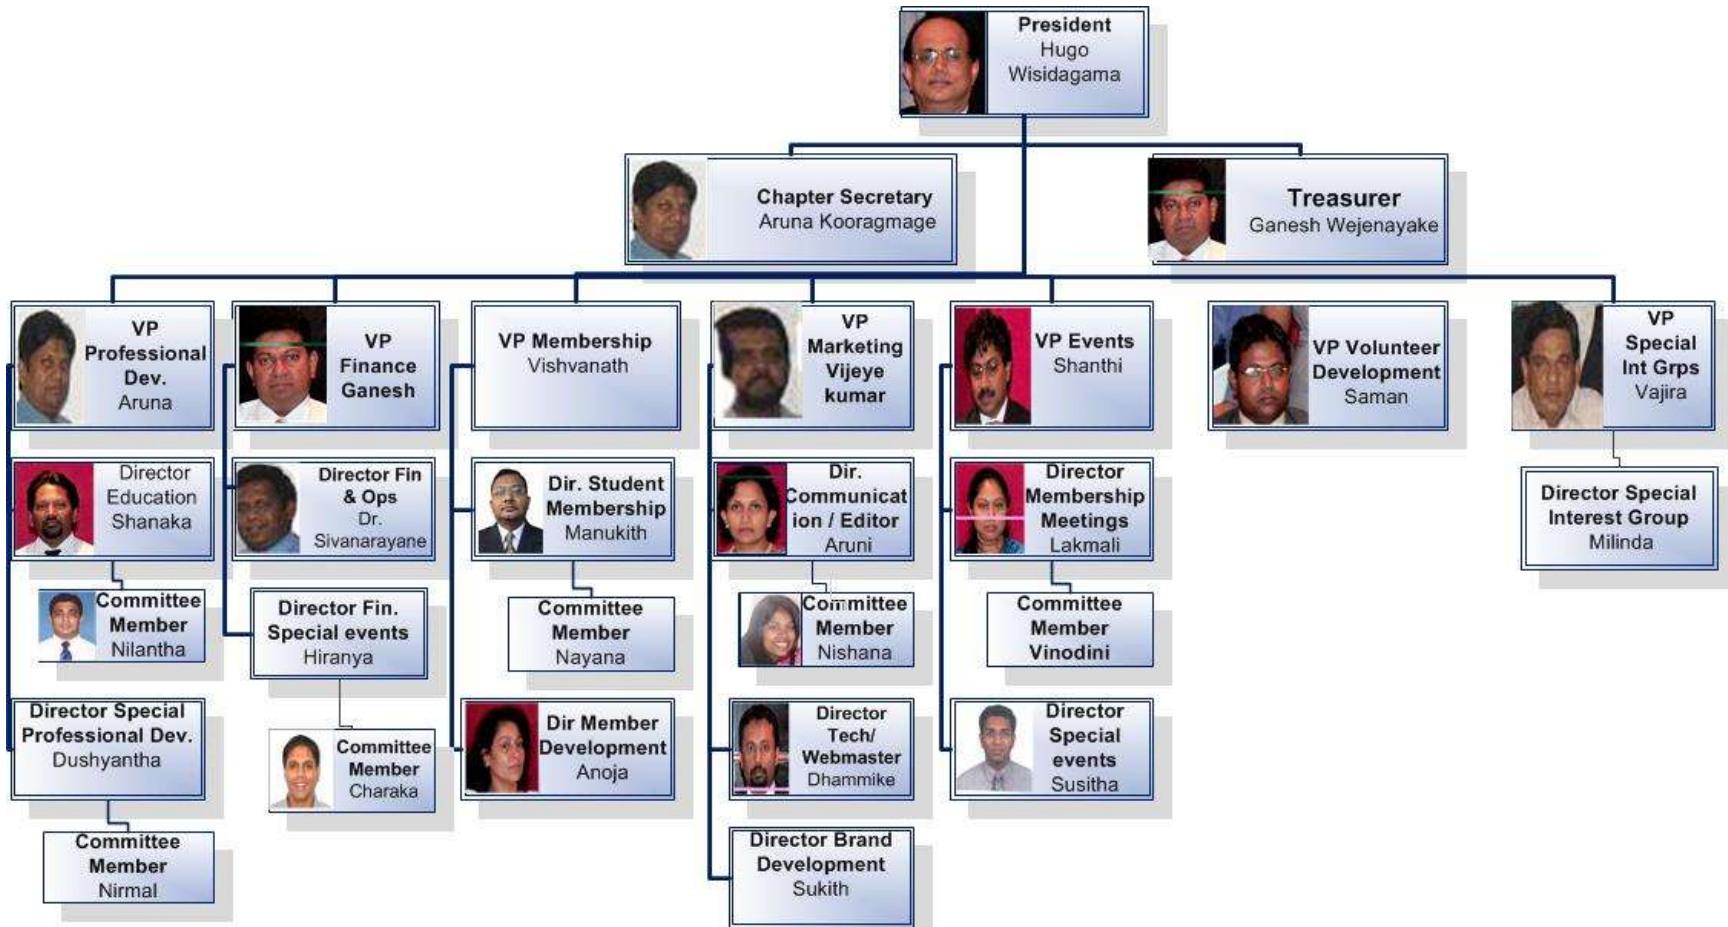 President
Hugo
Wisidagama
Chapter Secretary
Aruna Kooragmage
Treasurer
Ganesh Wejenayake
VP
Professional
Dev.
Aruna
VP
Finance
Ganesh
VP Membership
Vishvanath
VP
Marketing
Vijeye
kumar
VP Events
Shanthi
VP Volunteer
Development
Saman
VP
Special
Int Grps
Vajira
Director
Education
Shanaka
Director Fin
& Ops
Dr.
Sivanarayane
Dir. Student
Membership
Manukith
Dir.
Communicat
ion / Editor
Aruni
Director
Membership
Meetings
Lakmali
Director Special
Interest Group
Milinda
Committee
Member
Nilantha
Director Fin.
Special events
Hiranya
Committee
Member
Nayana
Committee
Member
Nishana
Committee
Member
Vinodini
Director Special
Professional Dev.
Dushyantha
Committee
Member
Charaka
Dir Member
Development
Anoja
Director
Tech/
Webmaster
Dhammike
Director
Special
events
Susitha
Committee
Member
Nirmal
Director Brand
Development
Sukith